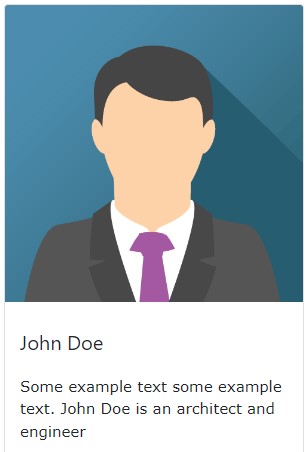 John Doe
Some example text some example
text. John Doe is an architect and
engineer